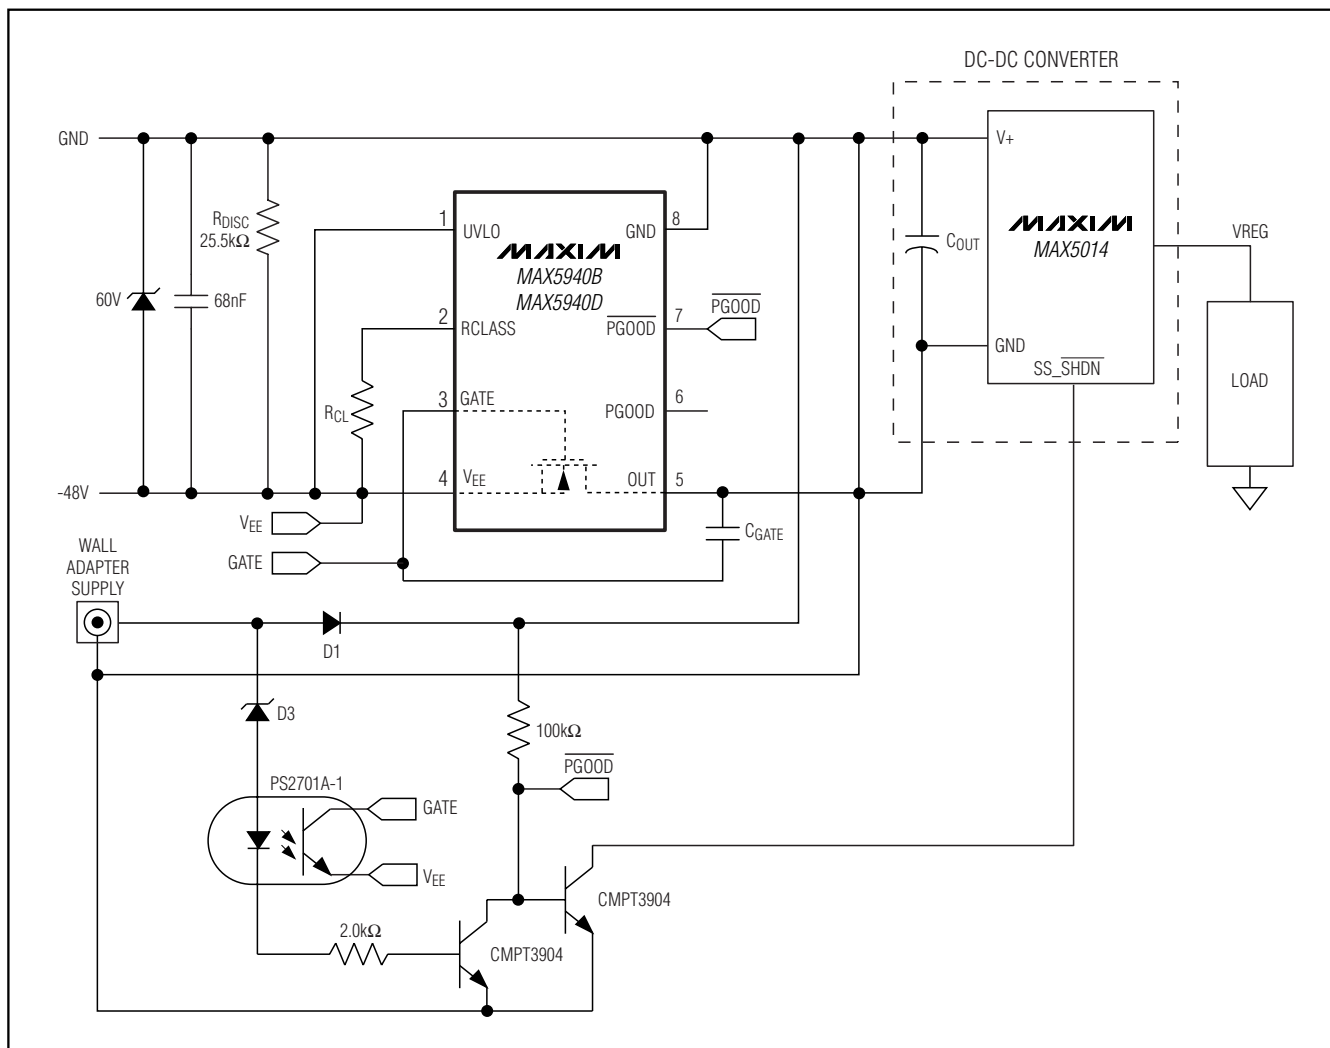 DC-DC CONVERTER
GND
V+
RDISC
25.5kΩ
1
UVLO
GND
8
MAXIM
MAX5940B
MAX5940D
COUT
MAXIM
MAX5014
VREG
60V
68nF
2
RCLASS
PGOOD
7
PGOOD
GND
SS_SHDN
LOAD
RCL
3
GATE
PGOOD
6
-48V
4
VEE
OUT
5
VEE
CGATE
GATE
WALL
ADAPTER
SUPPLY
D1
D3
100kΩ
PGOOD
PS2701A-1
GATE
VEE
CMPT3904
2.0kΩ
CMPT3904